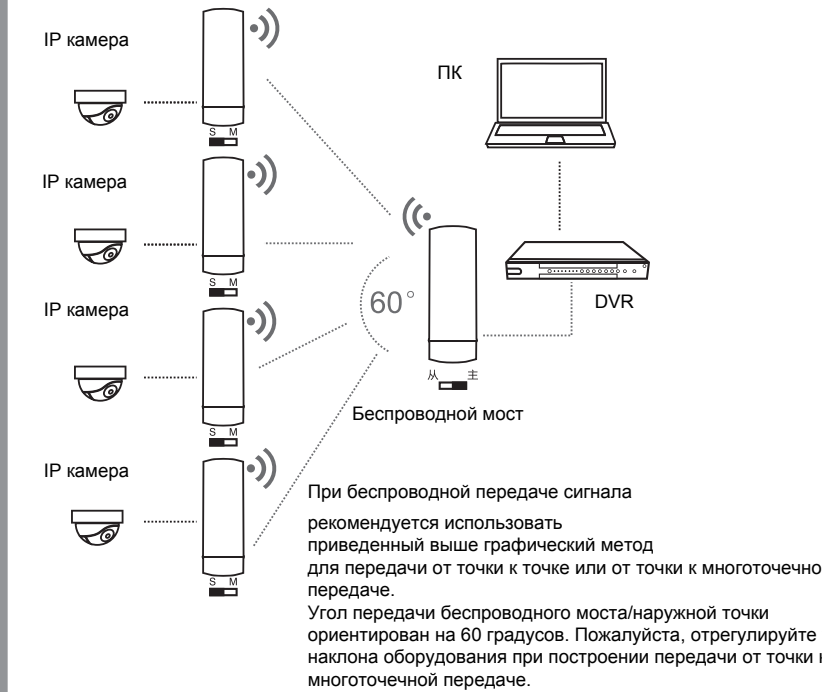 IP камера
S M
ПК
IP камера
S M
60°
DVR
IP камера
从 主
Беспроводной мост
S M
IP камера
S M
При беспроводной передаче сигнала
рекомендуется использовать
приведенный выше графический метод
для передачи от точки к точке или от точки к многоточечно
передаче.
Угол передачи беспроводного моста/наружной точки
ориентирован на 60 градусов. Пожалуйста, отрегулируйте
наклона оборудования при построении передачи от точки
многоточечной передаче.